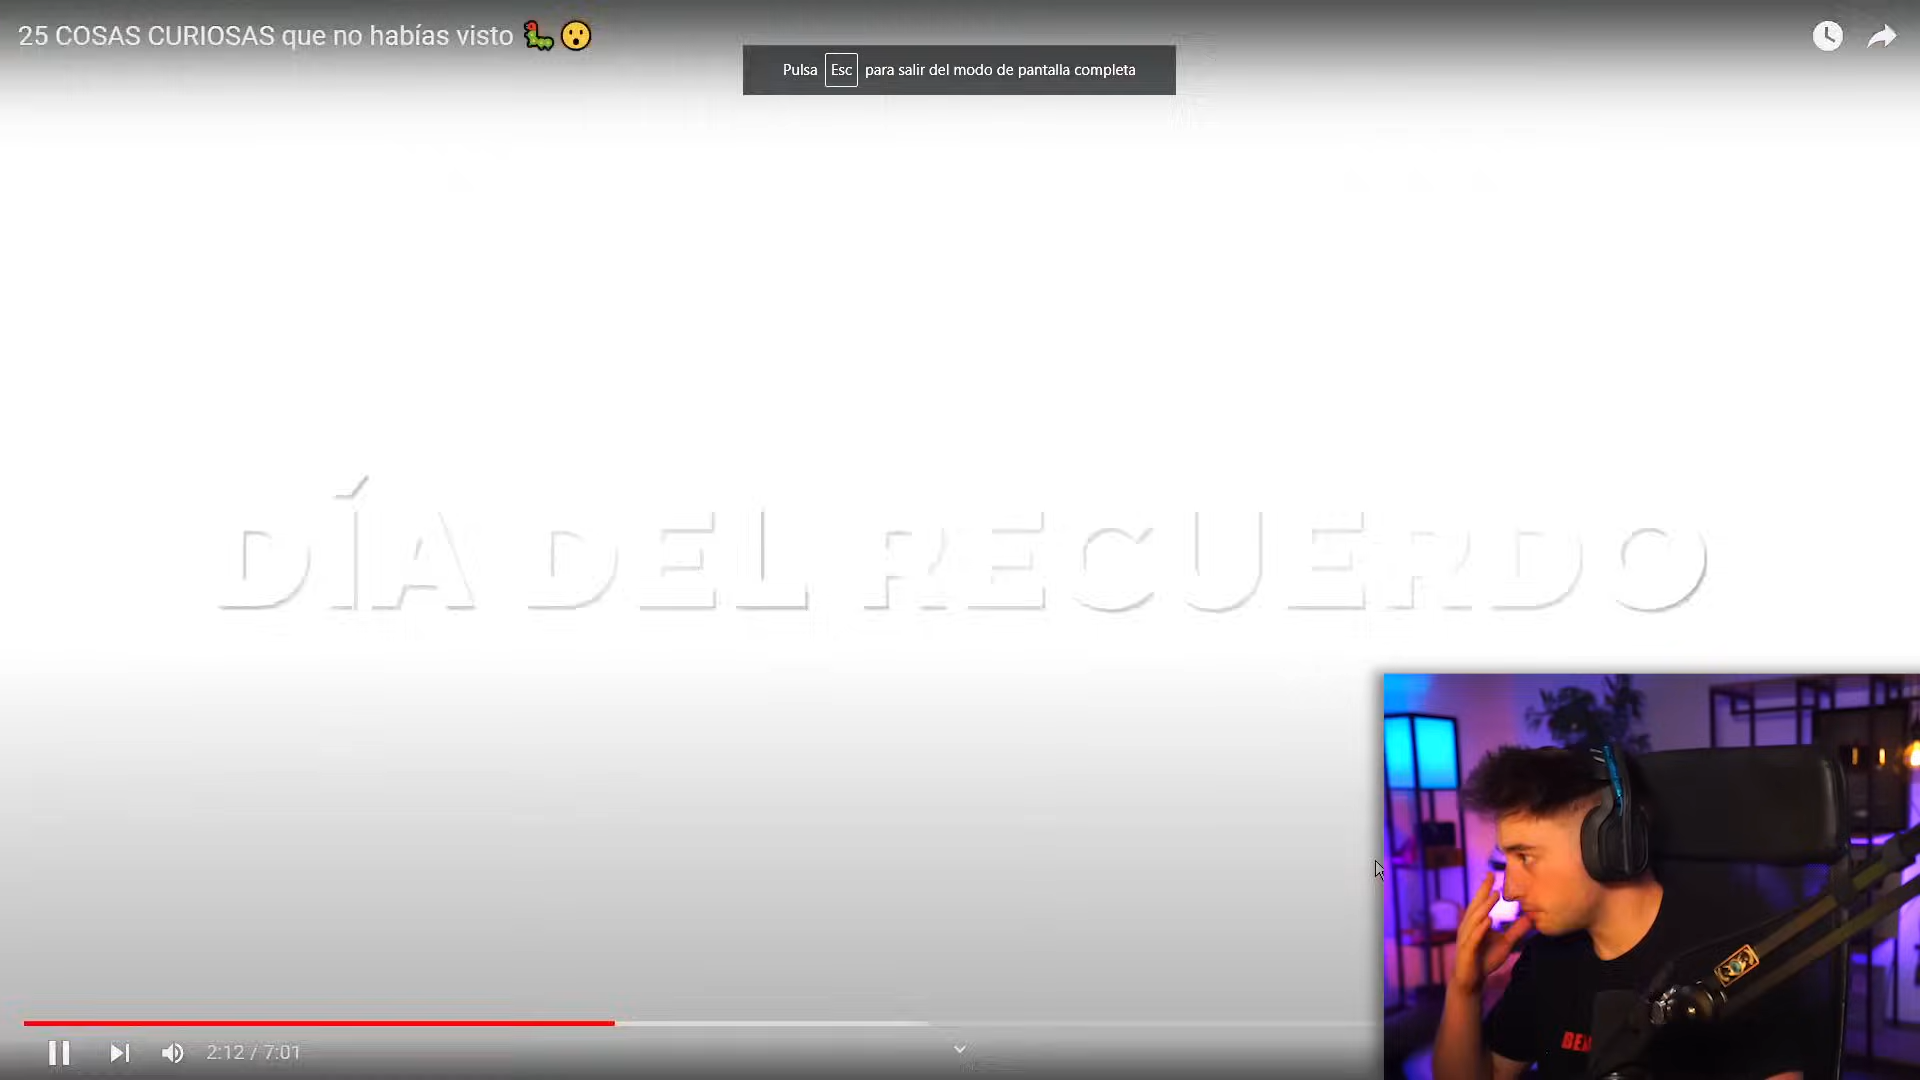 25 COSAS CURIOSAS que no habías visto 🐛😮
Pulsa Esc para salir del modo de pantalla completa
DÍA DEL RECUERDO
2:12 / 7:01